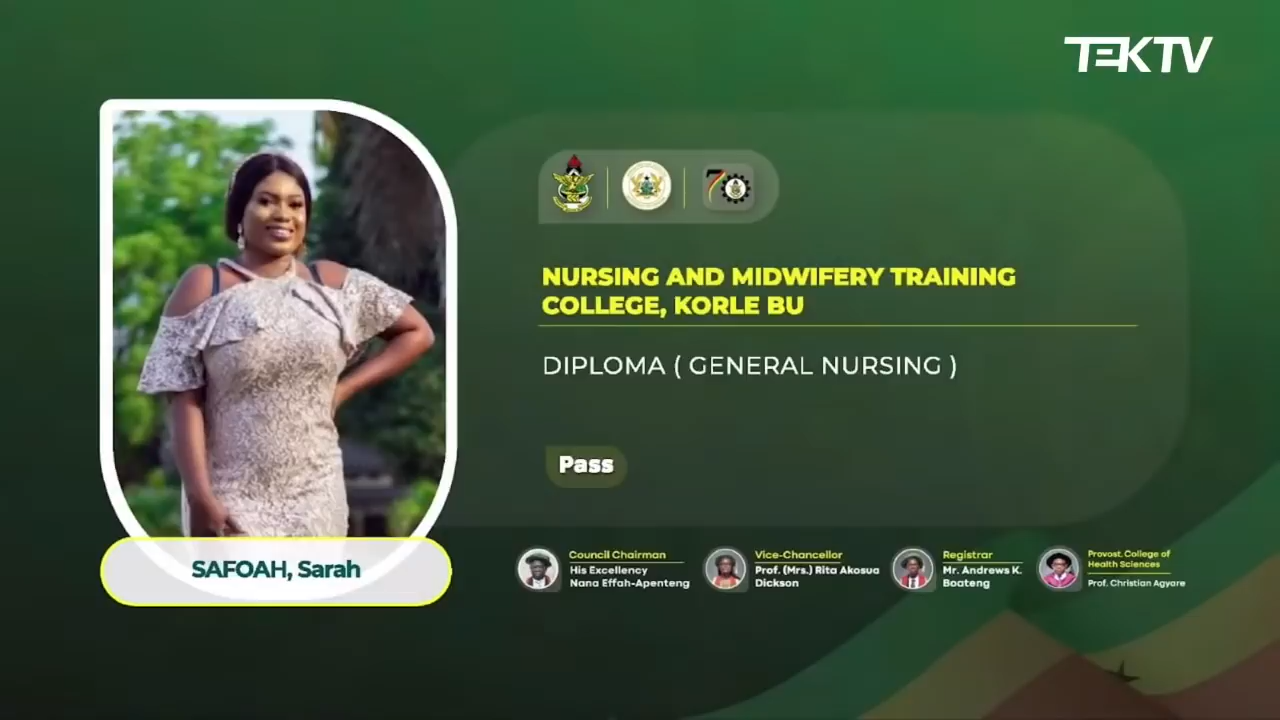 TEKTV
NURSING AND MIDWIFERY TRAINING
COLLEGE, KORLE BU
DIPLOMA ( GENERAL NURSING )
Pass
SAFOAH, Sarah
Council Chairman
His Excellency
Nana Effah-Apenteng
Vice-Chancellor
Prof. (Mrs.) Rita Akosua
Dickson
Registrar
Mr. Andrews K.
Boateng
Provost, College of
Health Sciences
Prof. Christian Agyare